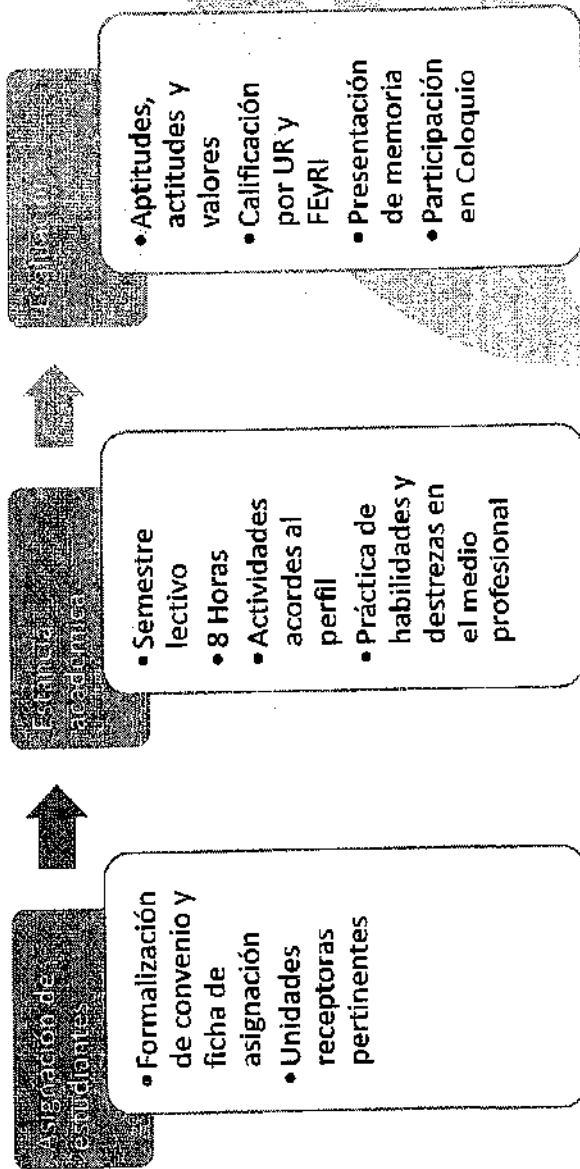 Asignación de
estudiantes
• Formalización
de convenio y
ficha de
asignación
• Unidades
receptoras
pertinentes
Estancia
académica
• Semestre
lectivo
• 8 Horas
• Actividades
acordes al
perfil
• Práctica de
habilidades y
destrezas en
el medio
profesional
• Aptitudes,
actitudes y
valores
• Calificación
por UR y
FEyRI
• Presentación
de memoria
• Participación
en Coloquio